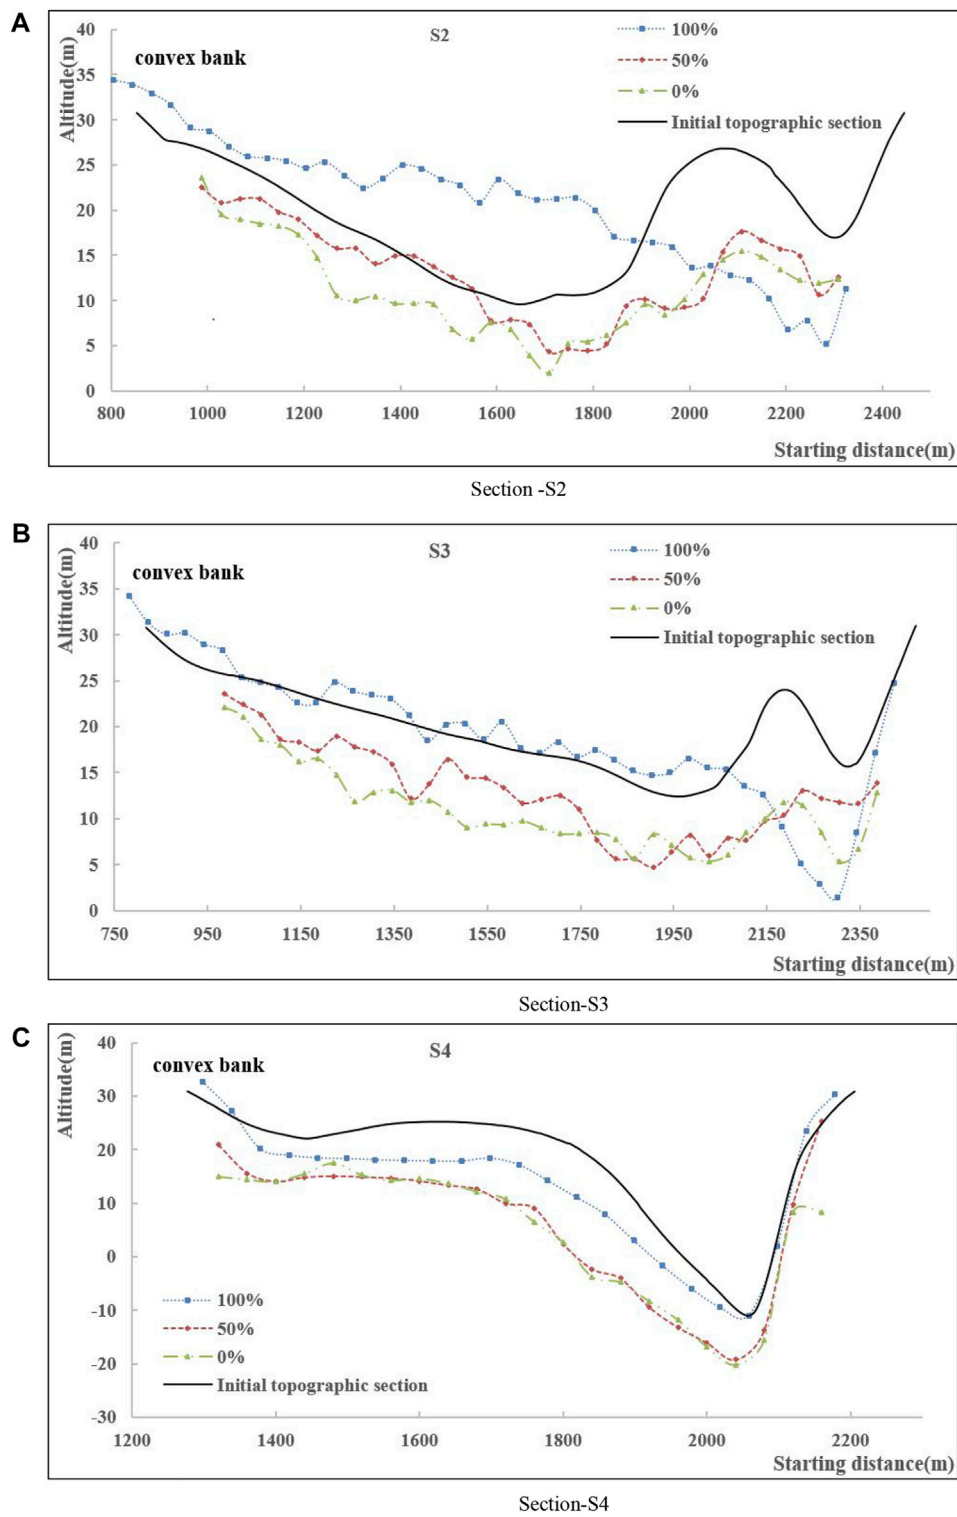 A
S2
convex bank
Altitude(m)
100%
50%
0%
Initial topographic section
40
35
30
25
20
15
10
5
0
800 1000 1200 1400 1600 1800 2000 2200 2400
Starting distance(m)
Section -S2
B
S3
convex bank
Altitude(m)
100%
50%
0%
Initial topographic section
40
35
30
25
20
15
10
5
0
750 950 1150 1350 1550 1750 1950 2150 2350
Starting distance(m)
Section-S3
C
S4
convex bank
Altitude(m)
40
30
20
10
0
-10
-20
-30
100%
50%
0%
Initial topographic section
1200 1400 1600 1800 2000 2200
Starting distance(m)
Section-S4